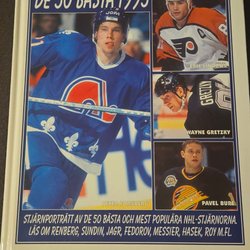 DE 50 BÄSTA 1995
ERIC LINDROS
WAYNE GRETZKY
PAVEL BURE
STJÄRNPORTRÄTT AV DE 50 BÄSTA OCH MEST POPULÄRA NHL-STJÄRNORNA.
LÄS OM RENBERG, SUNDIN, JAGR, FEDOROV, MESSIER, HASEK, ROY M.FL.